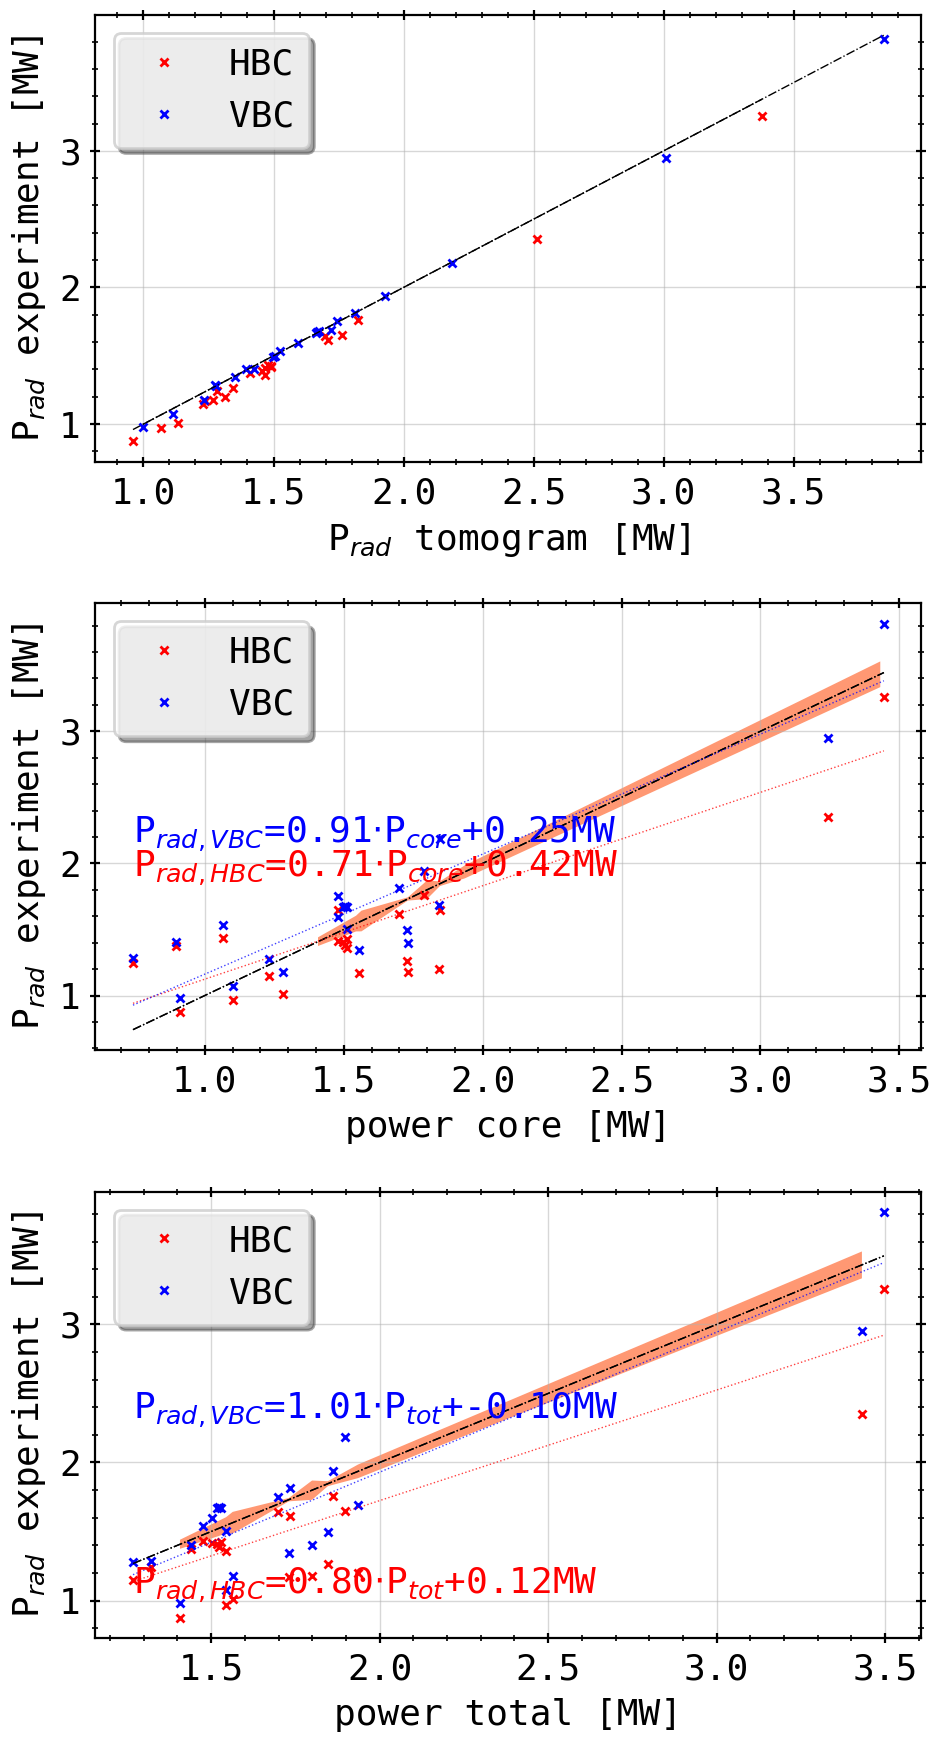 HBC
VBC
3
2
1
P_rad experiment [MW]
1.0 1.5 2.0 2.5 3.0 3.5
P_rad tomogram [MW]
HBC
VBC
3
2
1
P_rad experiment [MW]
P_rad,VBC=0.91·P_core+0.25MW
P_rad,HBC=0.71·P_core+0.42MW
1.0 1.5 2.0 2.5 3.0 3.5
power core [MW]
HBC
VBC
3
2
1
P_rad experiment [MW]
P_rad,VBC=1.01·P_tot+-0.10MW
P_rad,HBC=0.80·P_tot+0.12MW
1.5 2.0 2.5 3.0 3.5
power total [MW]